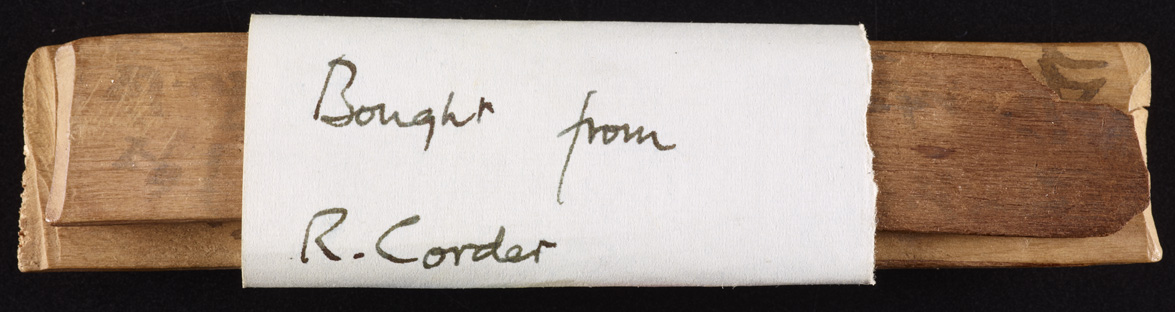 Bought from
R. Corder